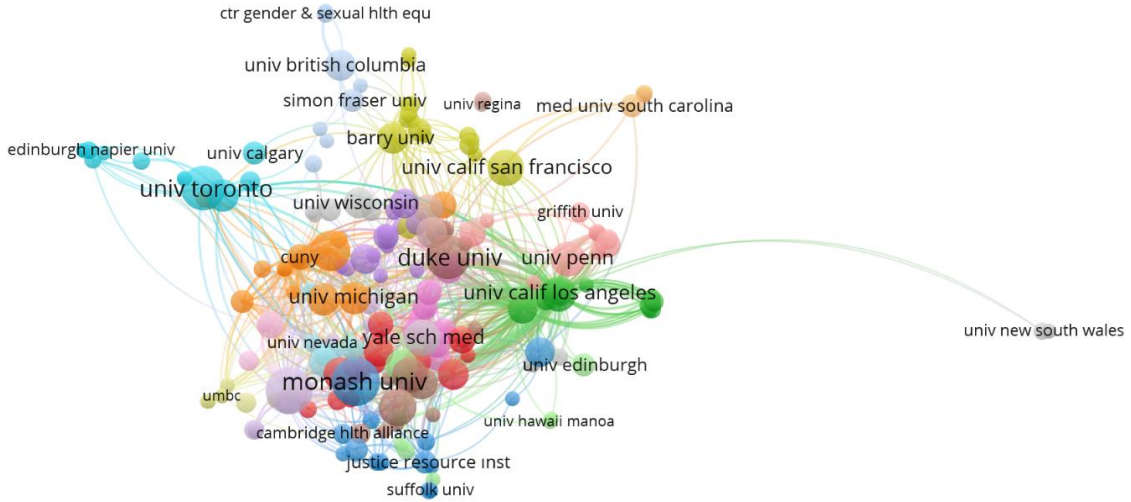 ctr gender & sexual hlth equ
univ british columbia
simon fraser univ
univ regina
med univ south carolina
barry univ
edinburgh napier univ
univ calgary
univ calif san francisco
univ toronto
univ wisconsin
griffith univ
cuny
duke univ
univ penn
univ michigan
univ calif los angeles
univ new south wales
univ nevada
yale sch med
univ edinburgh
monash univ
umbc
univ hawaii manoa
cambridge hlth alliance
justice resource inst
suffolk univ